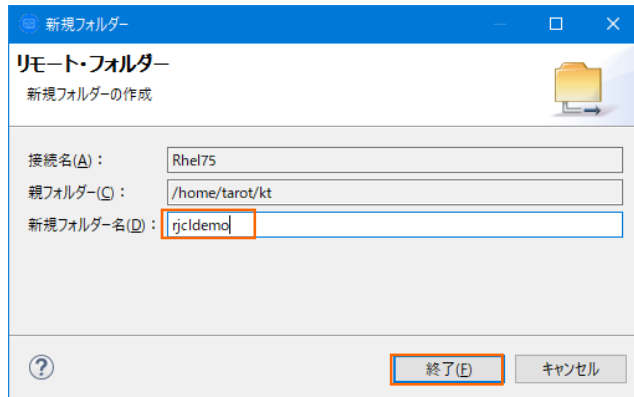 新規フォルダー
リモート・フォルダー
新規フォルダーの作成
接続名(A)： Rhel75
親フォルダー(C)： /home/tarot/kt
新規フォルダー名(D)： rjcldemo
? 終了(F) キャンセル